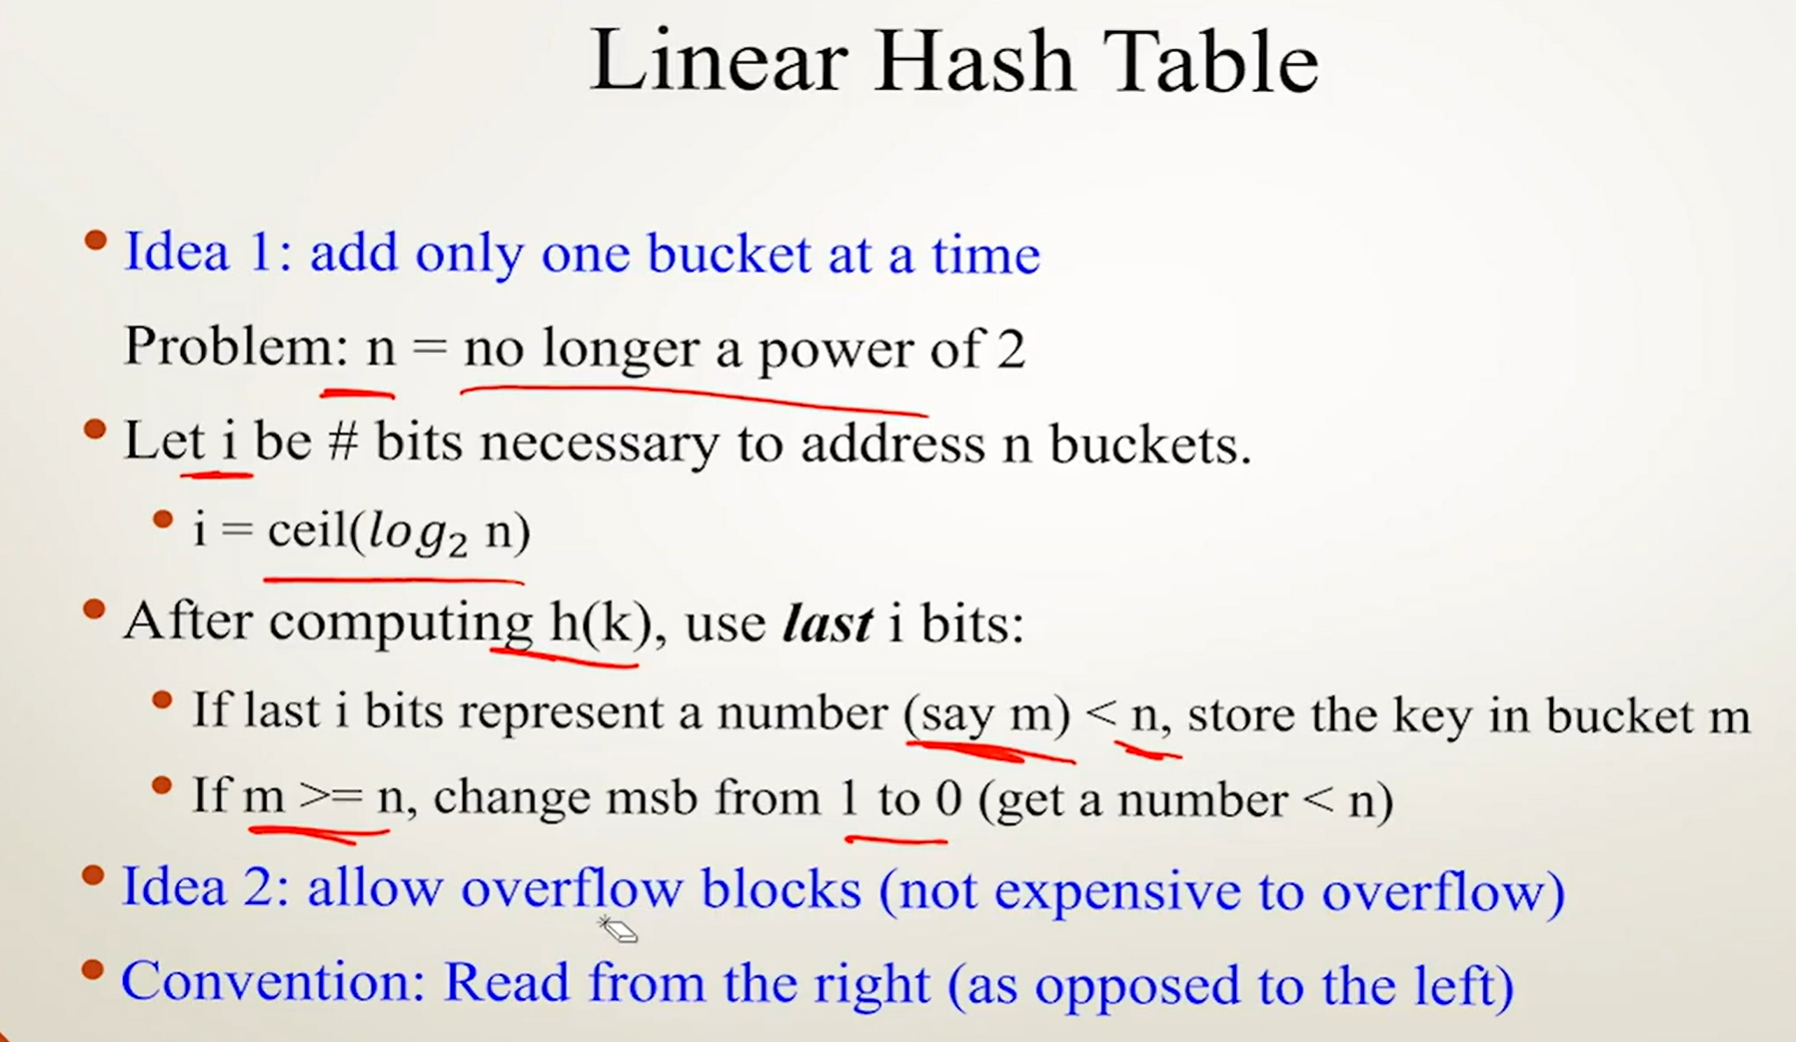 Linear Hash Table
• Idea 1: add only one bucket at a time
Problem: n = no longer a power of 2
• Let i be # bits necessary to address n buckets.
• i = ceil(log₂ n)
• After computing h(k), use last i bits:
• If last i bits represent a number (say m) < n, store the key in bucket m
• If m >= n, change msb from 1 to 0 (get a number < n)
• Idea 2: allow overflow blocks (not expensive to overflow)
• Convention: Read from the right (as opposed to the left)